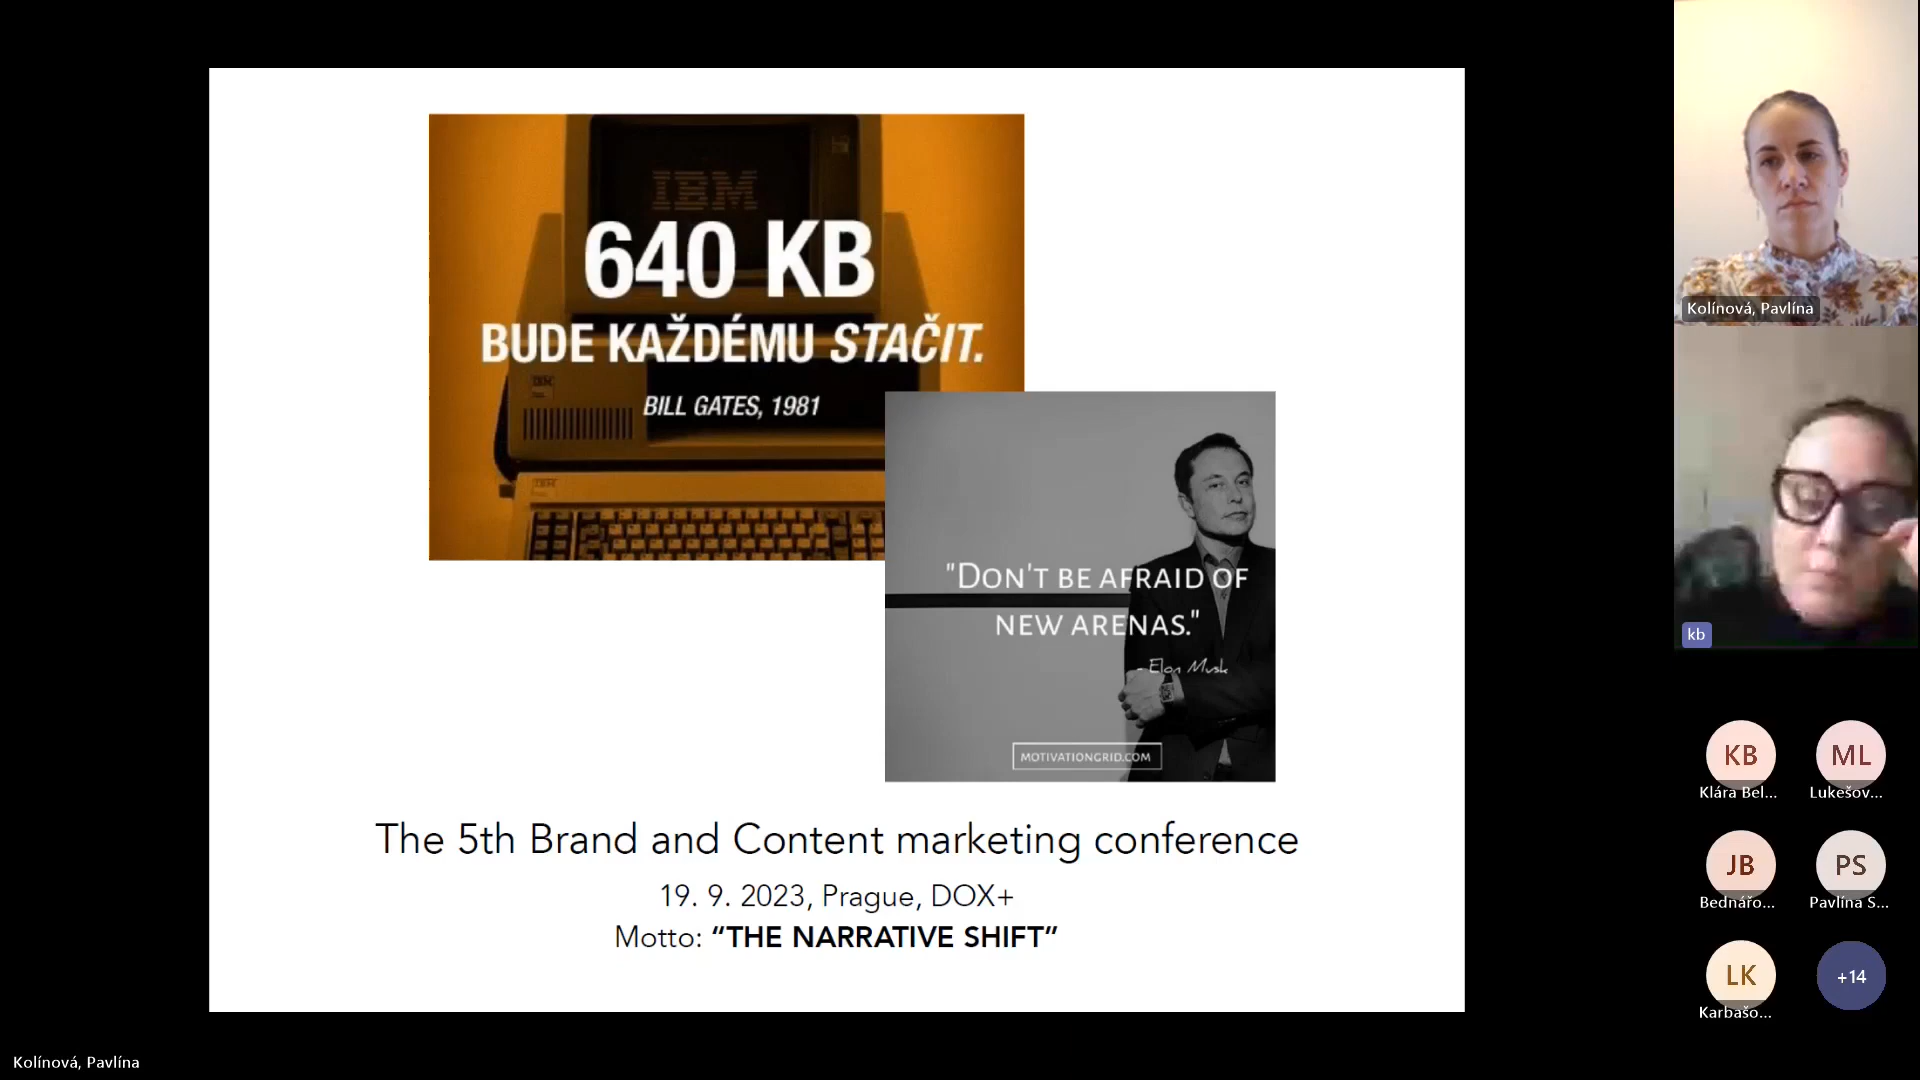 IBM
640 KB
BUDE KAŽDÉMU STAČIT.
BILL GATES, 1981
"DON'T BE AFRAID OF
NEW ARENAS."
- Elon Musk
MOTIVATIONGRID.COM
The 5th Brand and Content marketing conference
19. 9. 2023, Prague, DOX+
Motto: “THE NARRATIVE SHIFT”
Kolínová, Pavlína
kb
KB
ML
Klára Bel...
Lukešov...
JB
PS
Bednářo...
Pavlína S...
LK
+14
Karbašo...
Kolínová, Pavlína